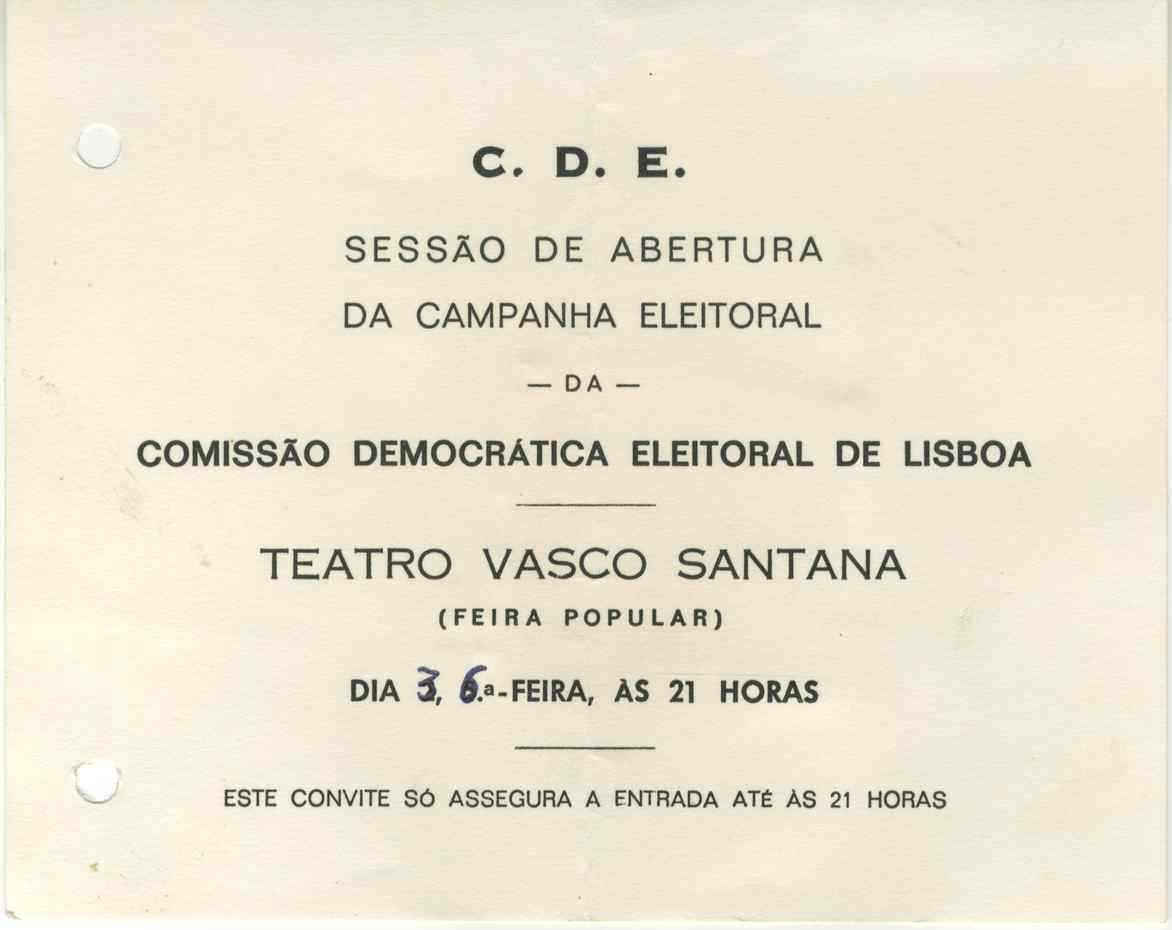 C. D. E.
SESSÃO DE ABERTURA
DA CAMPANHA ELEITORAL
— DA —
COMISSÃO DEMOCRÁTICA ELEITORAL DE LISBOA
TEATRO VASCO SANTANA
(FEIRA POPULAR)
DIA 3, 6.ª-FEIRA, ÀS 21 HORAS
ESTE CONVITE SÓ ASSEGURA A ENTRADA ATÉ ÀS 21 HORAS